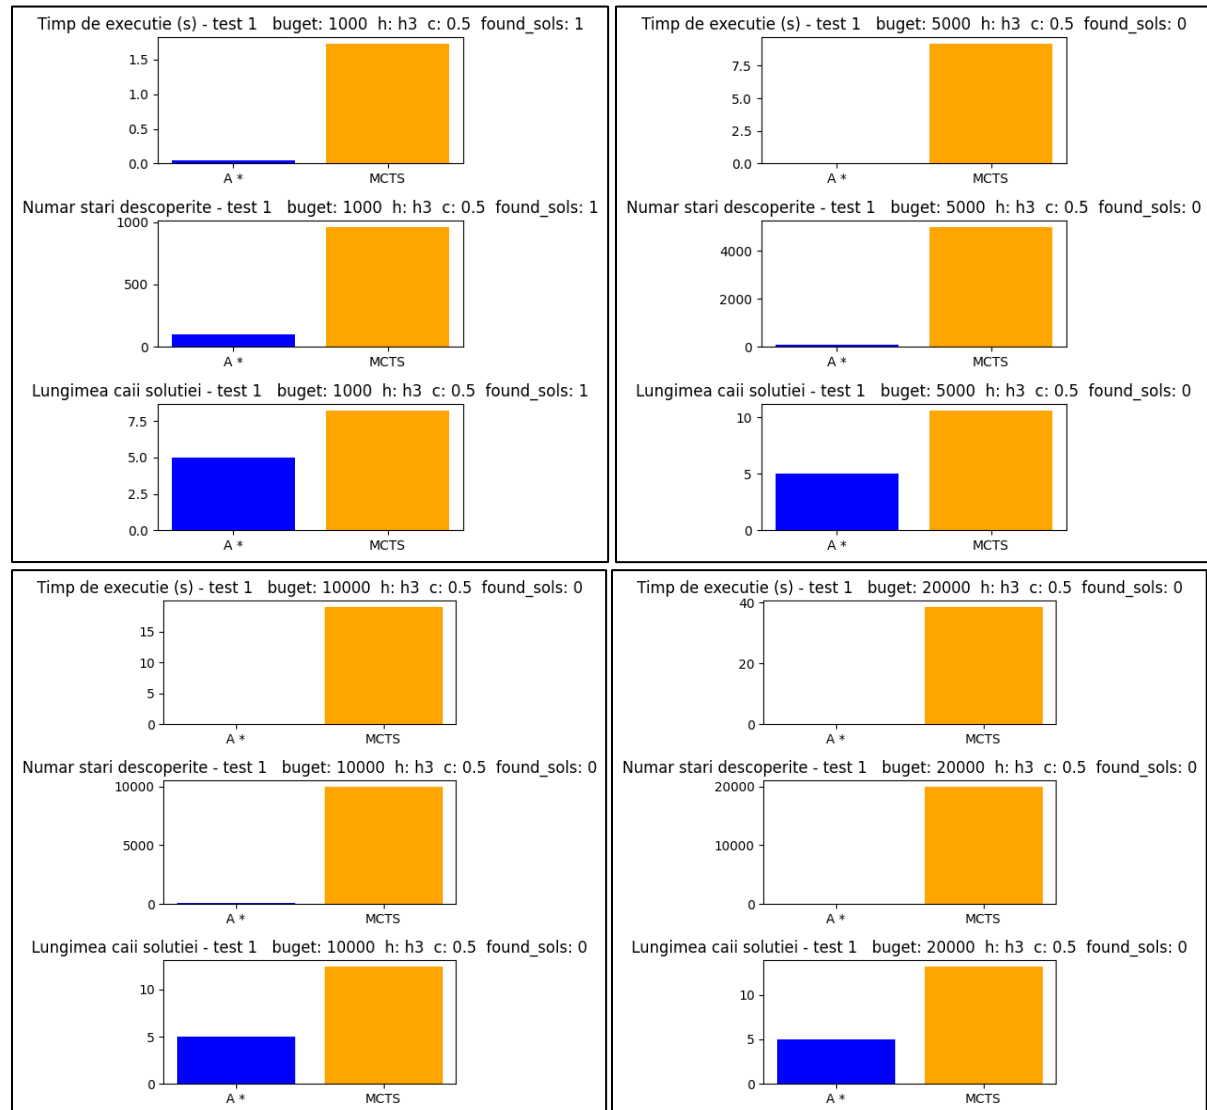 Timp de executie (s) - test 1 buget: 1000 h: h3 c: 0.5 found_sols: 1
1.5
1.0
0.5
0.0
A *
MCTS
Numar stari descoperite - test 1 buget: 1000 h: h3 c: 0.5 found_sols: 1
1000
500
0
A *
MCTS
Lungimea caii solutiei - test 1 buget: 1000 h: h3 c: 0.5 found_sols: 1
7.5
5.0
2.5
0.0
A *
MCTS
Timp de executie (s) - test 1 buget: 5000 h: h3 c: 0.5 found_sols: 0
7.5
5.0
2.5
0.0
A *
MCTS
Numar stari descoperite - test 1 buget: 5000 h: h3 c: 0.5 found_sols: 0
4000
2000
0
A *
MCTS
Lungimea caii solutiei - test 1 buget: 5000 h: h3 c: 0.5 found_sols: 0
10
5
0
A *
MCTS
Timp de executie (s) - test 1 buget: 10000 h: h3 c: 0.5 found_sols: 0
15
10
5
0
A *
MCTS
Numar stari descoperite - test 1 buget: 10000 h: h3 c: 0.5 found_sols: 0
10000
5000
0
A *
MCTS
Lungimea caii solutiei - test 1 buget: 10000 h: h3 c: 0.5 found_sols: 0
10
5
0
A *
MCTS
Timp de executie (s) - test 1 buget: 20000 h: h3 c: 0.5 found_sols: 0
40
20
0
A *
MCTS
Numar stari descoperite - test 1 buget: 20000 h: h3 c: 0.5 found_sols: 0
20000
10000
0
A *
MCTS
Lungimea caii solutiei - test 1 buget: 20000 h: h3 c: 0.5 found_sols: 0
10
5
0
A *
MCTS